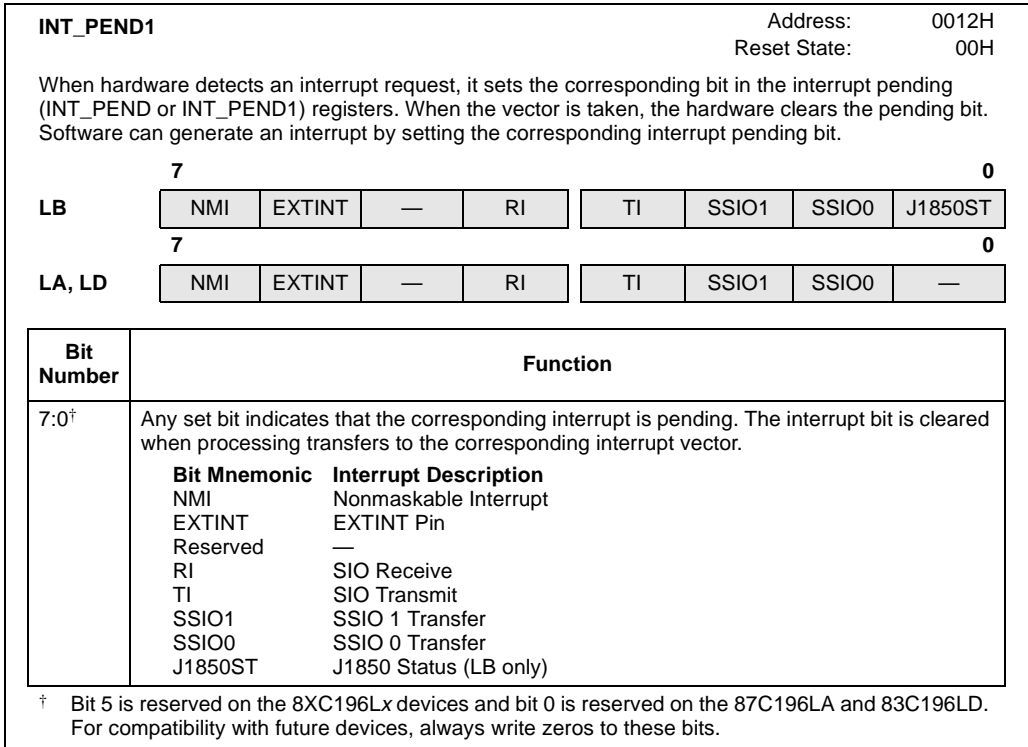 INT_PEND1 Address: 0012H
Reset State: 00H
When hardware detects an interrupt request, it sets the corresponding bit in the interrupt pending
(INT_PEND or INT_PEND1) registers. When the vector is taken, the hardware clears the pending bit.
Software can generate an interrupt by setting the corresponding interrupt pending bit.
7 0
LB NMI EXTINT — RI TI SSIO1 SSIO0 J1850ST
7 0
LA, LD NMI EXTINT — RI TI SSIO1 SSIO0 —
Bit
Number Function
7:0† Any set bit indicates that the corresponding interrupt is pending. The interrupt bit is cleared
when processing transfers to the corresponding interrupt vector.
Bit Mnemonic Interrupt Description
NMI Nonmaskable Interrupt
EXTINT EXTINT Pin
Reserved —
RI SIO Receive
TI SIO Transmit
SSIO1 SSIO 1 Transfer
SSIO0 SSIO 0 Transfer
J1850ST J1850 Status (LB only)
† Bit 5 is reserved on the 8XC196Lx devices and bit 0 is reserved on the 87C196LA and 83C196LD.
For compatibility with future devices, always write zeros to these bits.